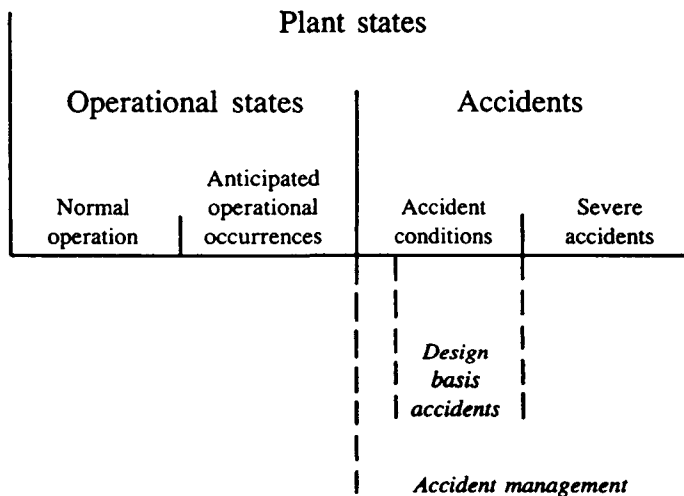 Plant states
Operational states
Accidents
Normal
operation
Anticipated
operational
occurrences
Accident
conditions
Severe
accidents
Design
basis
accidents
Accident management